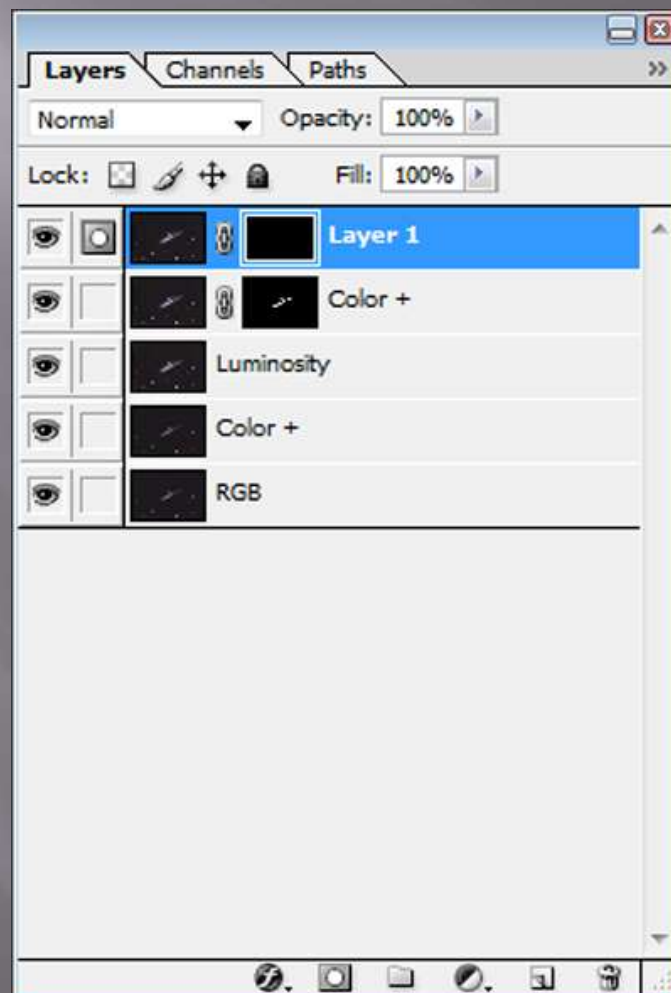 Layers Channels Paths
Normal Opacity: 100%
Lock: Fill: 100%
Layer 1
Color +
Luminosity
Color +
RGB